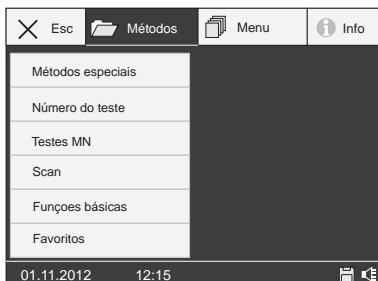 Esc Métodos Menu Info
Métodos especiais
Número do teste
Testes MN
Scan
Funçoes básicas
Favoritos
01.11.2012 12:15